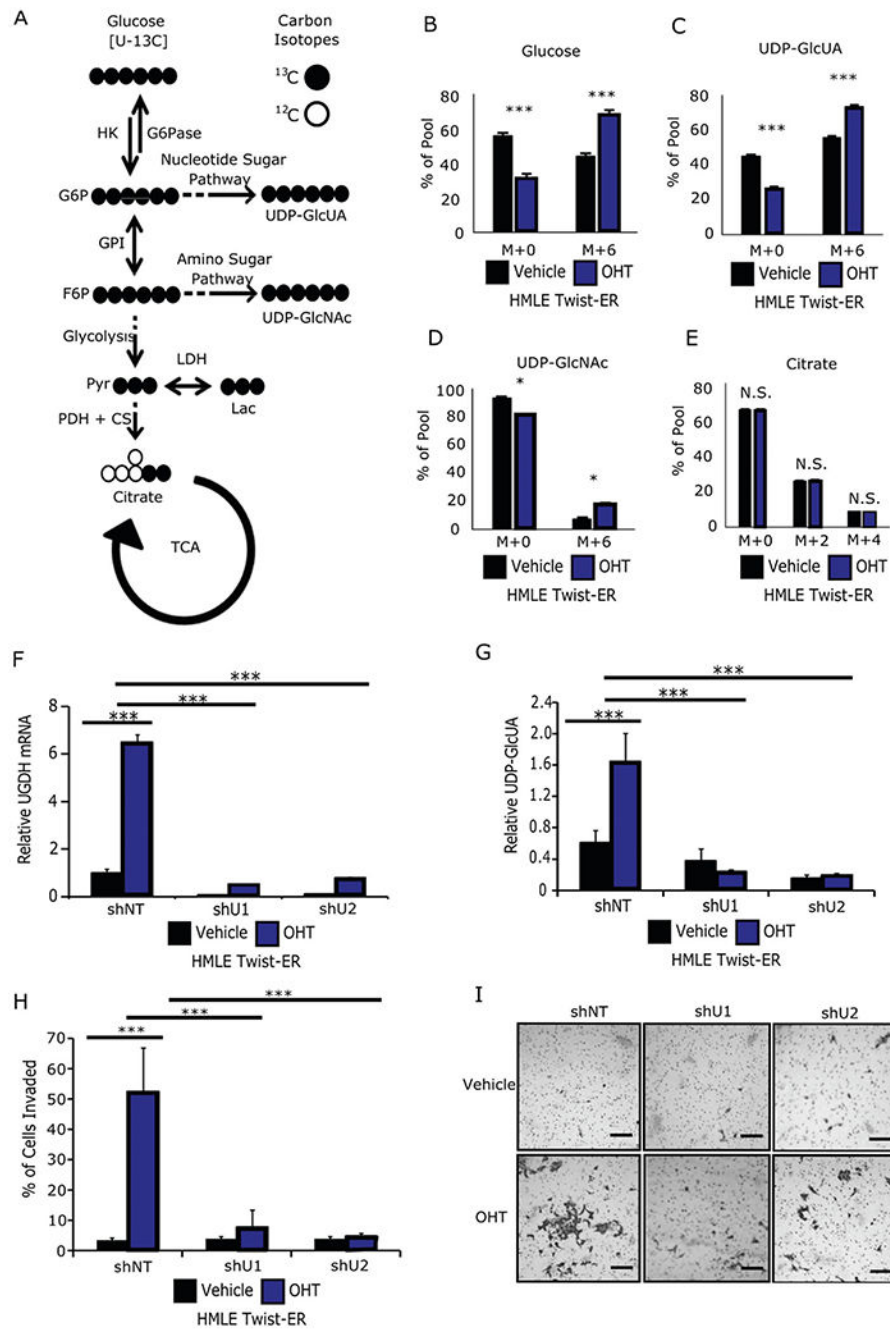 A
Glucose
[U-13C]
Carbon
Isotopes
13C
12C
HK
G6Pase
Nucleotide Sugar
Pathway
G6P
UDP-GlcUA
GPI
Amino Sugar
Pathway
F6P
UDP-GlcNAc
Glycolysis
LDH
Pyr
Lac
PDH + CS
Citrate
TCA
B
Glucose
% of Pool
80
60
40
20
0
***
***
M+0
M+6
Vehicle
OHT
HMLE Twist-ER
C
UDP-GlcUA
% of Pool
80
60
40
20
0
***
***
M+0
M+6
Vehicle
OHT
HMLE Twist-ER
D
UDP-GlcNAc
% of Pool
100
80
60
40
20
0
*
*
M+0
M+6
Vehicle
OHT
HMLE Twist-ER
E
Citrate
% of Pool
80
60
40
20
0
N.S.
N.S.
N.S.
M+0
M+2
M+4
Vehicle
OHT
HMLE Twist-ER
F
Relative UGDH mRNA
8
6
4
2
0
***
***
***
shNT
shU1
shU2
Vehicle
OHT
HMLE Twist-ER
G
Relative UDP-GlcUA
2.4
2.0
1.6
1.2
0.8
0.4
0
***
***
***
shNT
shU1
shU2
Vehicle
OHT
HMLE Twist-ER
H
% of Cells Invaded
70
60
50
40
30
20
10
0
***
***
***
shNT
shU1
shU2
Vehicle
OHT
HMLE Twist-ER
I
shNT
shU1
shU2
Vehicle
OHT